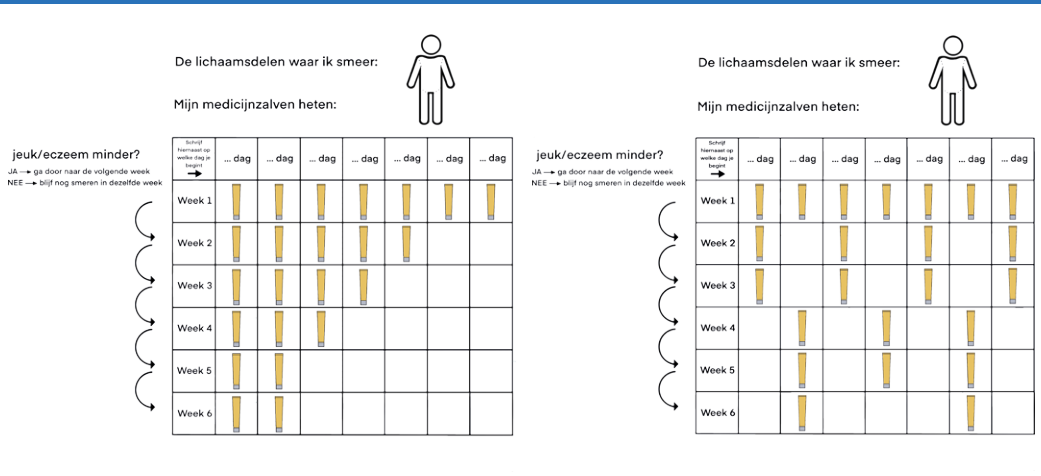 De lichaamsdelen waar ik smeer:
Mijn medicijnzalven heten:
jeuk/eczeem minder?
JA → ga door naar de volgende week
NEE → blijf nog smeren in dezelfde week
Schrijf
hiernaast op
welke dag je
begint
→
... dag
... dag
... dag
... dag
... dag
... dag
... dag
Week 1
Week 2
Week 3
Week 4
Week 5
Week 6
De lichaamsdelen waar ik smeer:
Mijn medicijnzalven heten:
jeuk/eczeem minder?
JA → ga door naar de volgende week
NEE → blijf nog smeren in dezelfde week
Schrijf
hiernaast op
welke dag je
begint
→
... dag
... dag
... dag
... dag
... dag
... dag
... dag
Week 1
Week 2
Week 3
Week 4
Week 5
Week 6